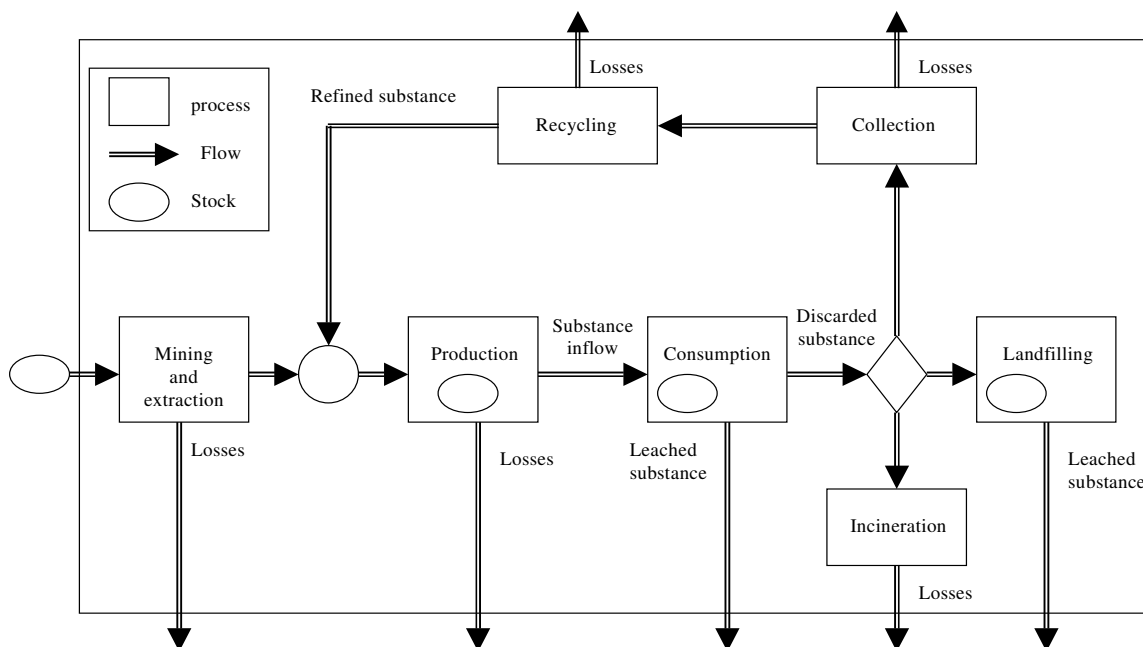 Losses
Losses
process
Flow
Stock
Refined substance
Recycling
Collection
Mining
and
extraction
Losses
Production
Losses
Substance
inflow
Consumption
Leached
substance
Discarded
substance
Landfilling
Leached
substance
Incineration
Losses